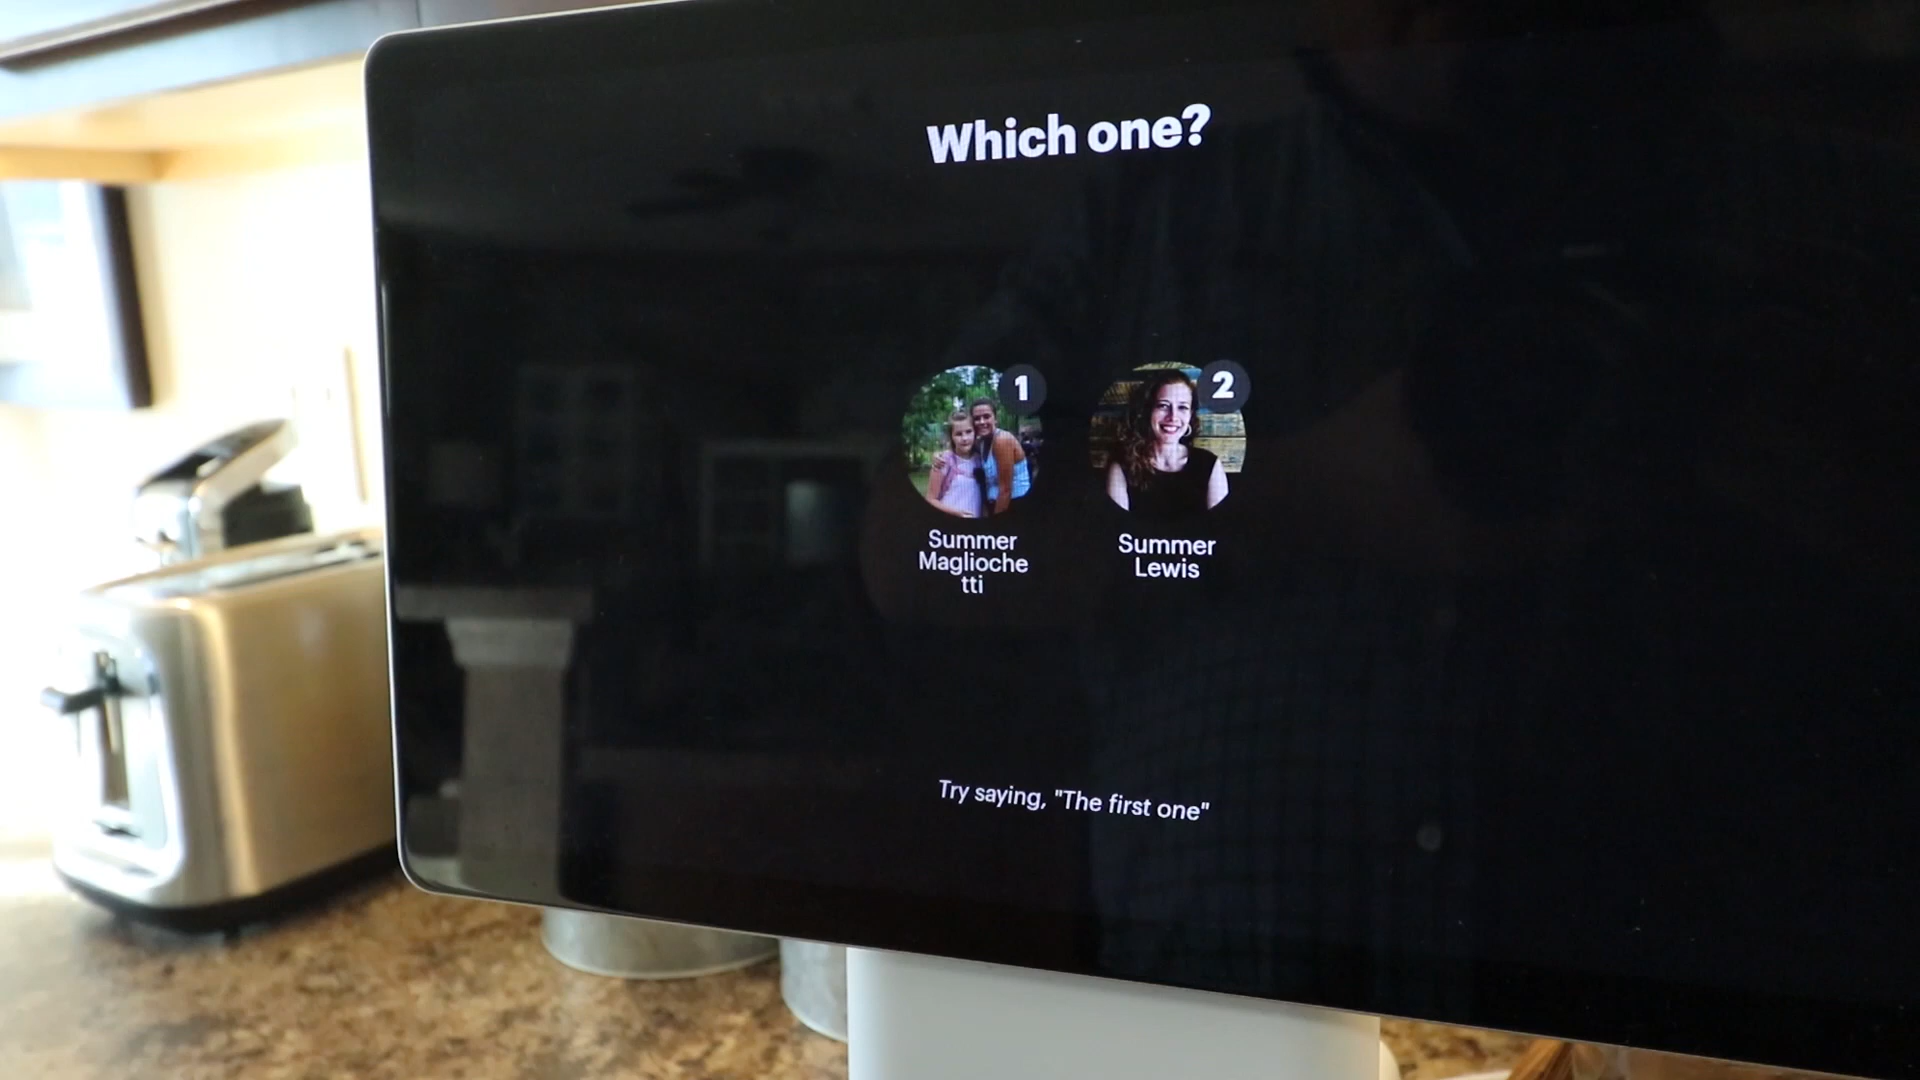 Which one?
1
2
Summer
Maglioche
tti
Summer
Lewis
Try saying, "The first one"